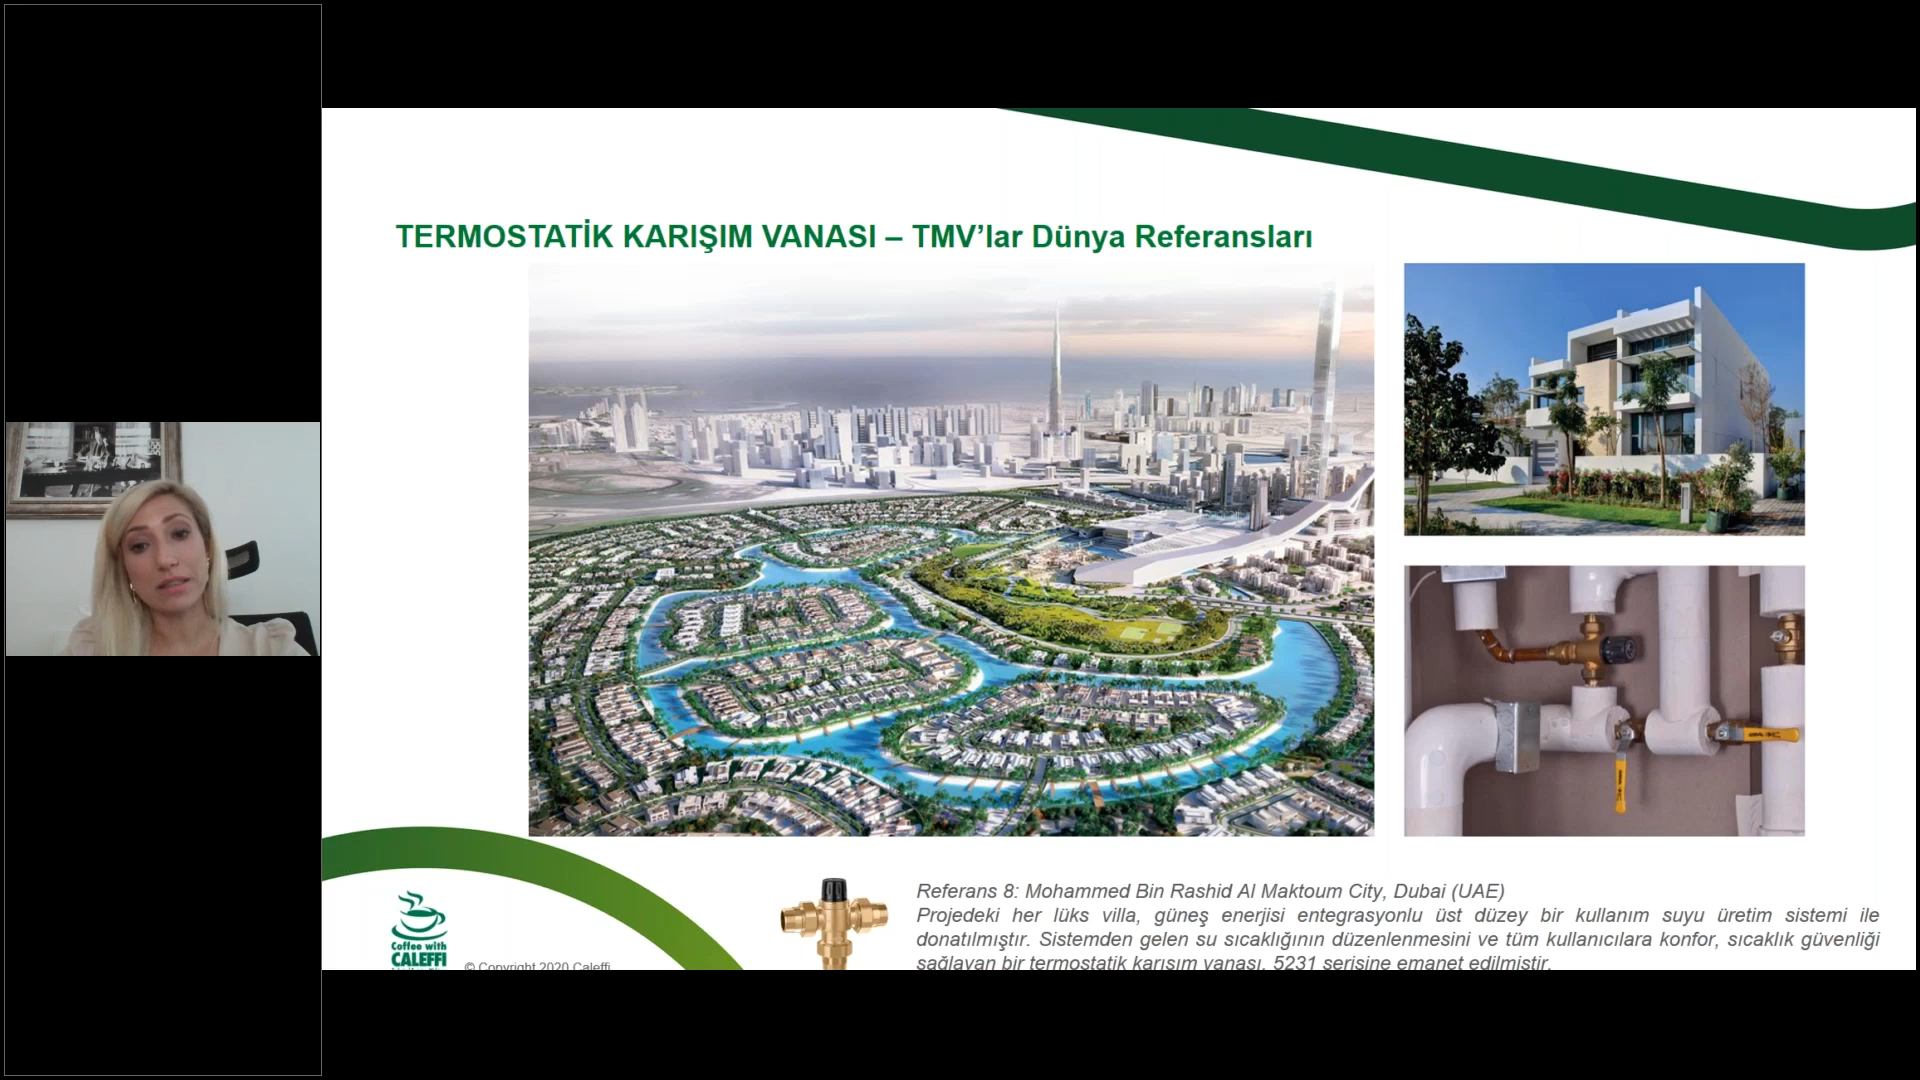 TERMOSTATİK KARIŞIM VANASI – TMV’lar Dünya Referansları
Referans 8: Mohammed Bin Rashid Al Maktoum City, Dubai (UAE)
Projedeki her lüks villa, güneş enerjisi entegrasyonlu üst düzey bir kullanım suyu üretim sistemi ile
donatılmıştır. Sistemden gelen su sıcaklığının düzenlenmesini ve tüm kullanıcılara konfor, sıcaklık güvenliği
sağlayan bir termostatik karışım vanası, 5231 serisine emanet edilmiştir.
Coffee with
CALEFFI
© Copyright 2020 Caleffi